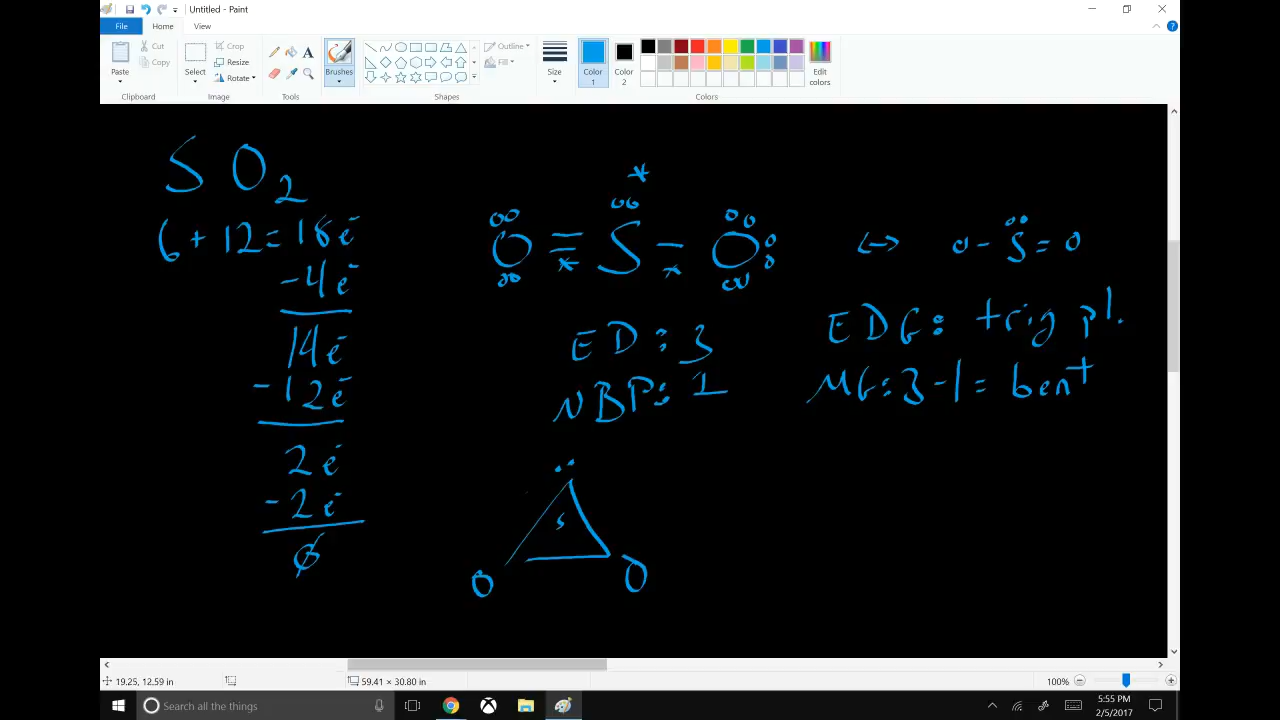 Untitled - Paint
File Home View
Paste
Cut
Copy
Clipboard
Select
Crop
Resize
Rotate
Image
Tools
Brushes
Shapes
Outline
Fill
Size
Color 1
Color 2
Edit colors
Colors
SO2
6 + 12 = 18e-
- 4e-
14e-
- 12e-
2e-
- 2e-
0
*
O = S - O ↔ O - S = O
* *
ED: 3
NBP: 1
EDG: trig pl.
MG: 3 - 1 = bent
S
O O
19.25, 12.59 in
59.41 × 30.80 in
100%
Search all the things
5:55 PM
2/5/2017